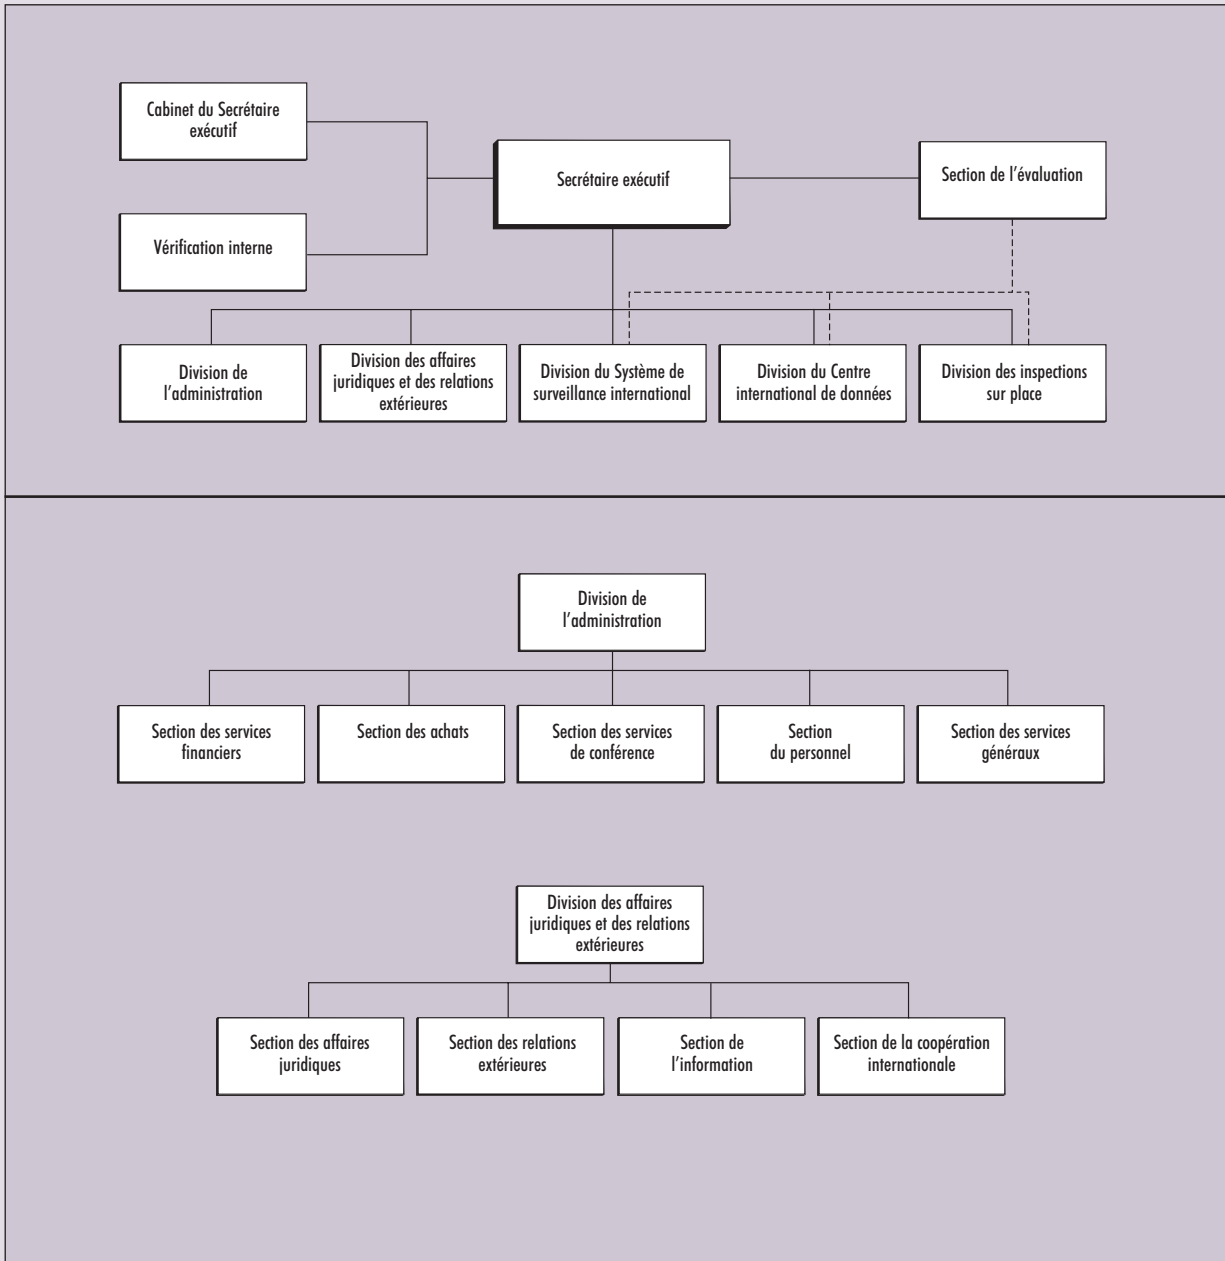 Cabinet du Secrétaire
exécutif
Secrétaire exécutif
Section de l'évaluation
Vérification interne
Division de
l'administration
Division des affaires
juridiques et des relations
extérieures
Division du Système de
surveillance international
Division du Centre
international de données
Division des inspections
sur place
Division de
l'administration
Section des services
financiers
Section des achats
Section des services
de conférence
Section
du personnel
Section des services
généraux
Division des affaires
juridiques et des relations
extérieures
Section des affaires
juridiques
Section des relations
extérieures
Section de
l'information
Section de la coopération
internationale